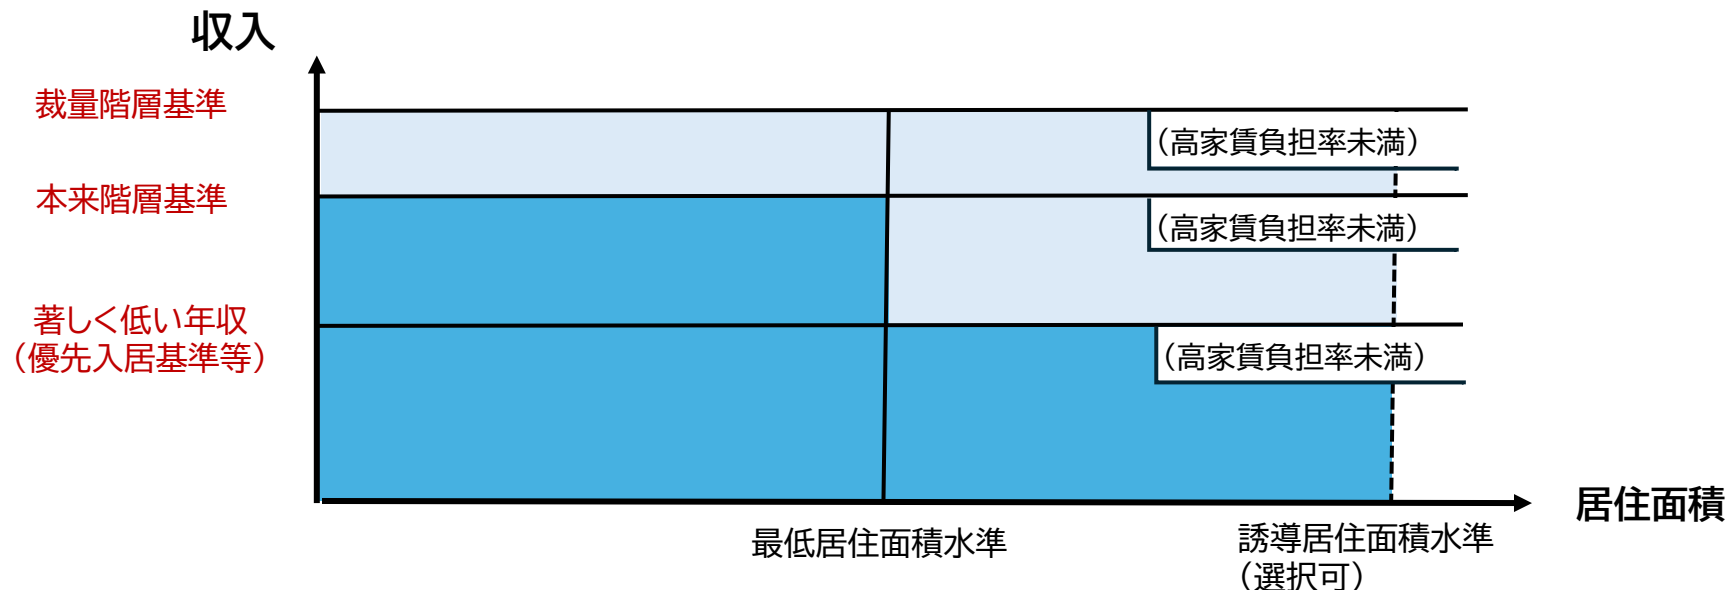 収入
裁量階層基準
（高家賃負担率未満）
本来階層基準
（高家賃負担率未満）
著しく低い年収
（優先入居基準等）
（高家賃負担率未満）
居住面積
最低居住面積水準
誘導居住面積水準
（選択可）